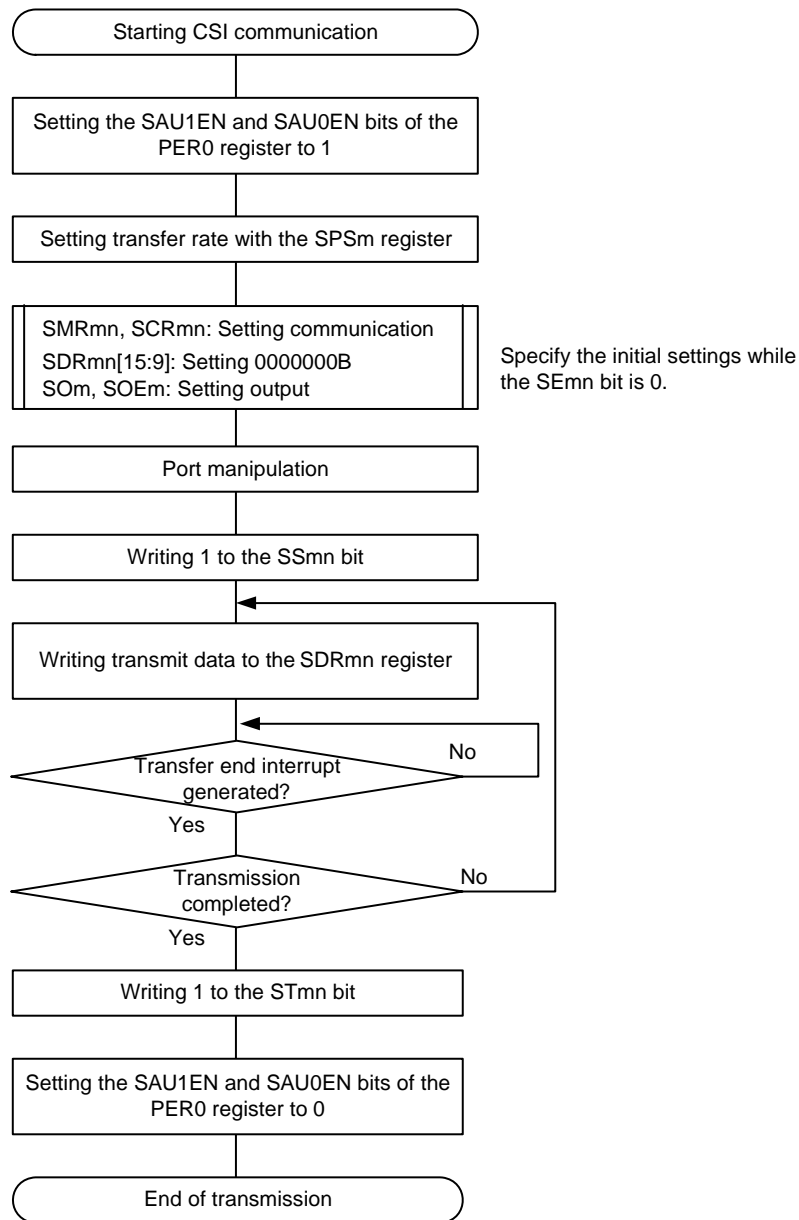 Starting CSI communication
Setting the SAU1EN and SAU0EN bits of the
PER0 register to 1
Setting transfer rate with the SPSm register
SMRmn, SCRmn: Setting communication
SDRmn[15:9]: Setting 0000000B
SOm, SOEm: Setting output
Specify the initial settings while
the SEmn bit is 0.
Port manipulation
Writing 1 to the SSmn bit
Writing transmit data to the SDRmn register
No
Transfer end interrupt
generated?
Yes
No
Transmission
completed?
Yes
Writing 1 to the STmn bit
Setting the SAU1EN and SAU0EN bits of the
PER0 register to 0
End of transmission